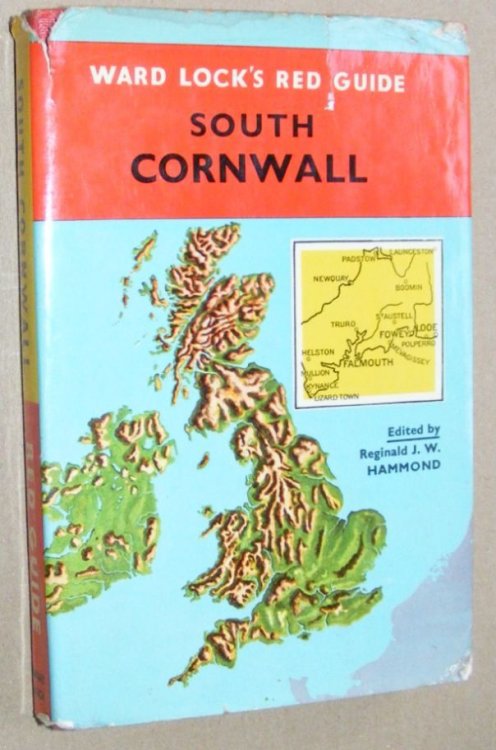 WARD LOCK'S RED GUIDE
SOUTH
CORNWALL
PADSTOW
LAUNCESTON
NEWQUAY
BODMIN
TRURO
ST AUSTELL
FOWEY
LOOE
POLPERRO
MEVAGISSEY
HELSTON
FALMOUTH
MULLION
KYNANCE
LIZARD TOWN
Edited by
Reginald J. W.
HAMMOND
SOUTH CORNWALL
RED GUIDE